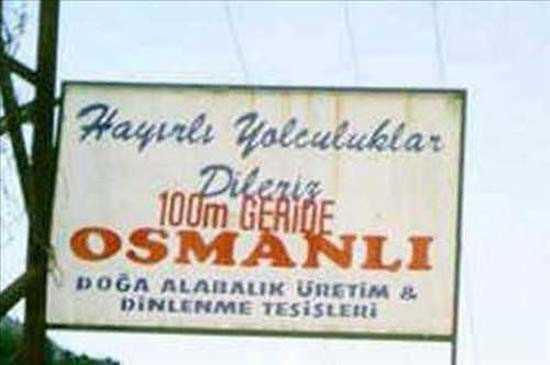 Hayırlı Yolculuklar
Dileriz
100m GERİDE
OSMANLI
DOĞA ALABALIK ÜRETİM &
DİNLENME TESİSLERİ